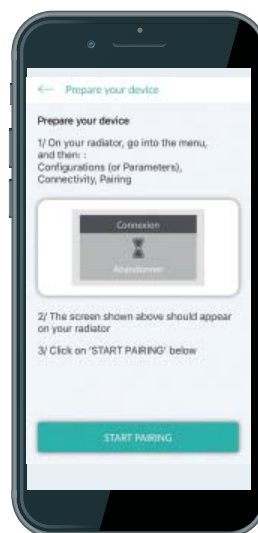 ← Prepare your device
Prepare your device
1/ On your radiator, go into the menu,
and then: :
Configurations (or Parameters),
Connectivity, Pairing
Connexion
Abandonner
2/ The screen shown above should appear
on your radiator
3/ Click on 'START PAIRING' below
START PAIRING